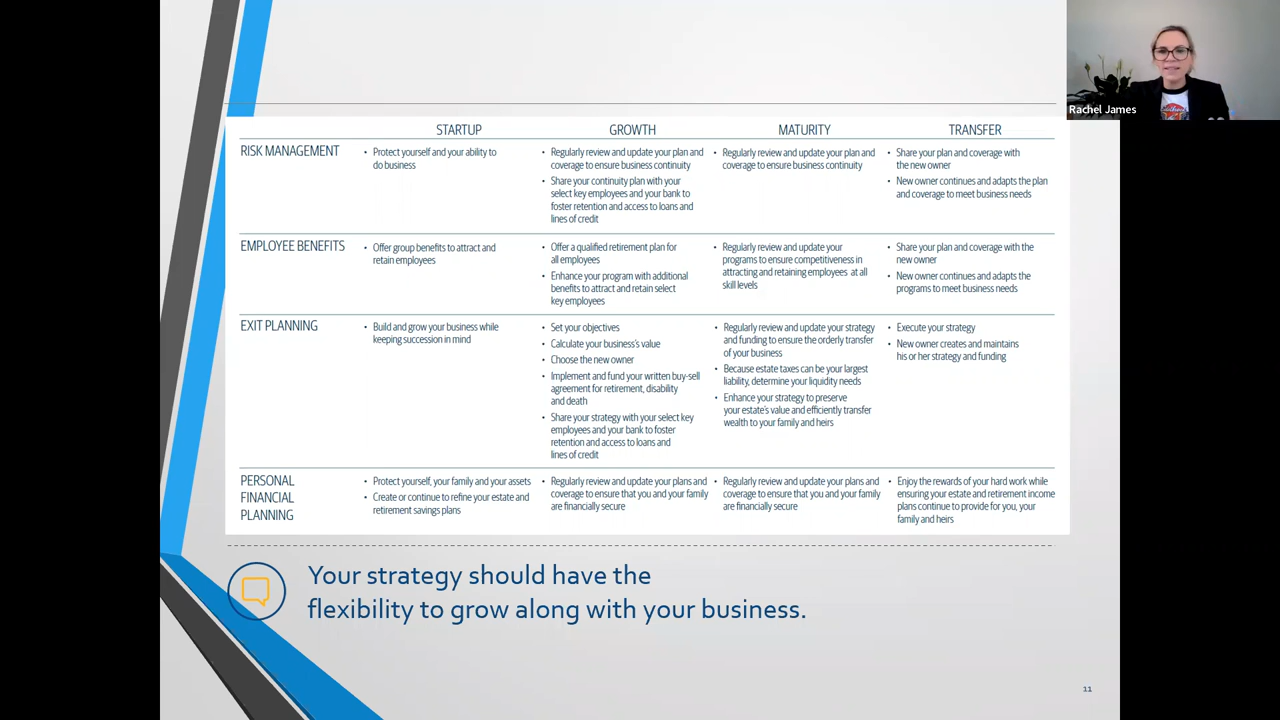 Rachel James
STARTUP GROWTH MATURITY TRANSFER
RISK MANAGEMENT
• Protect yourself and your ability to
do business
• Regularly review and update your plan and
coverage to ensure business continuity
• Share your continuity plan with your
select key employees and your bank to
foster retention and access to loans and
lines of credit
• Regularly review and update your plan and
coverage to ensure business continuity
• Share your plan and coverage with
the new owner
• New owner continues and adapts the plan
and coverage to meet business needs
EMPLOYEE BENEFITS
• Offer group benefits to attract and
retain employees
• Offer a qualified retirement plan for
all employees
• Enhance your program with additional
benefits to attract and retain select
key employees
• Regularly review and update your
programs to ensure competitiveness in
attracting and retaining employees at all
skill levels
• Share your plan and coverage with the
new owner
• New owner continues and adapts the
programs to meet business needs
EXIT PLANNING
• Build and grow your business while
keeping succession in mind
• Set your objectives
• Calculate your business's value
• Choose the new owner
• Implement and fund your written buy-sell
agreement for retirement, disability
and death
• Share your strategy with your select key
employees and your bank to foster
retention and access to loans and
lines of credit
• Regularly review and update your strategy
and funding to ensure the orderly transfer
of your business
• Because estate taxes can be your largest
liability, determine your liquidity needs
• Enhance your strategy to preserve
your estate's value and efficiently transfer
wealth to your family and heirs
• Execute your strategy
• New owner creates and maintains
his or her strategy and funding
PERSONAL
FINANCIAL
PLANNING
• Protect yourself, your family and your assets
• Create or continue to refine your estate and
retirement savings plans
• Regularly review and update your plans and
coverage to ensure that you and your family
are financially secure
• Regularly review and update your plans and
coverage to ensure that you and your family
are financially secure
• Enjoy the rewards of your hard work while
ensuring your estate and retirement income
plans continue to provide for you, your
family and heirs
Your strategy should have the
flexibility to grow along with your business.
11